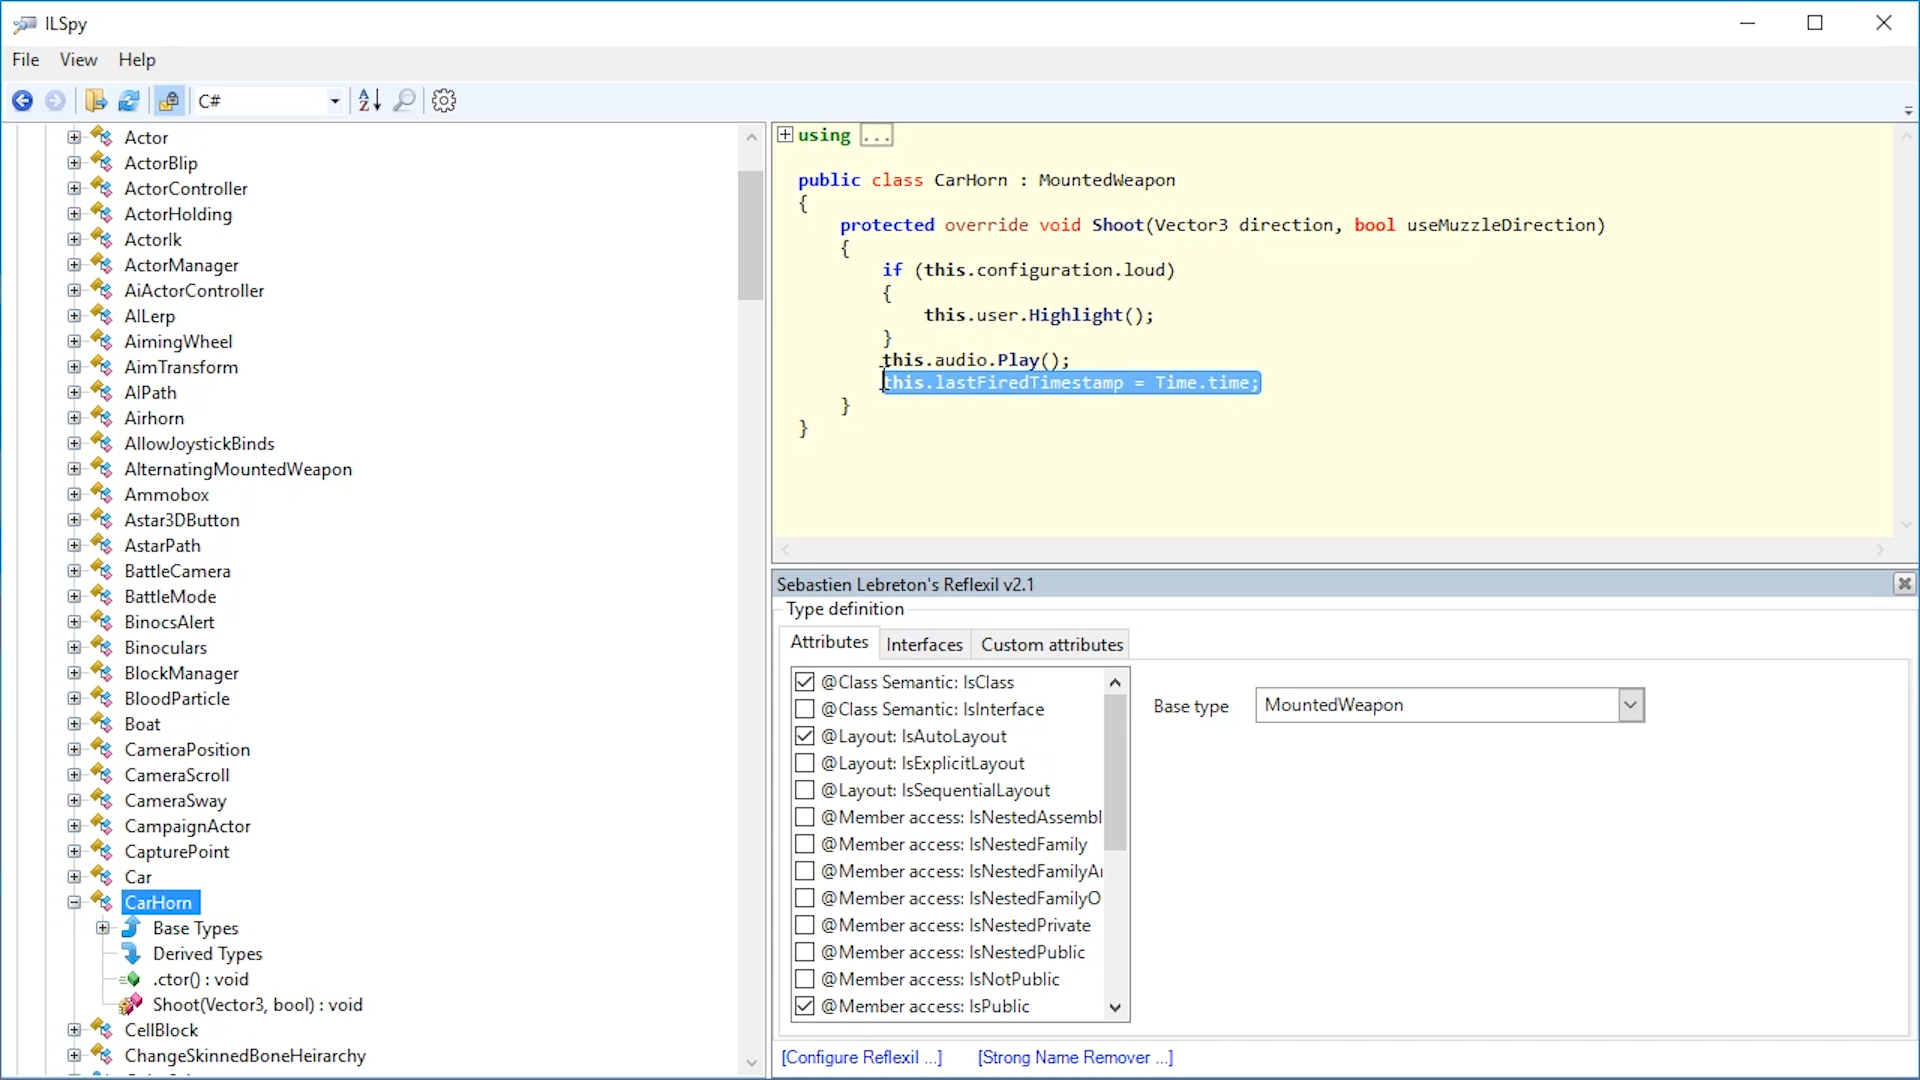 ILSpy
File View Help
C#
Actor
ActorBlip
ActorController
ActorHolding
ActorIk
ActorManager
AiActorController
AILerp
AimingWheel
AimTransform
AIPath
Airhorn
AllowJoystickBinds
AlternatingMountedWeapon
Ammobox
Astar3DButton
AstarPath
BattleCamera
BattleMode
BinocsAlert
Binoculars
BlockManager
BloodParticle
Boat
CameraPosition
CameraScroll
CameraSway
CampaignActor
CapturePoint
Car
CarHorn
Base Types
Derived Types
.ctor() : void
Shoot(Vector3, bool) : void
CellBlock
ChangeSkinnedBoneHeirarchy
using ...
public class CarHorn : MountedWeapon
{
protected override void Shoot(Vector3 direction, bool useMuzzleDirection)
{
if (this.configuration.loud)
{
this.user.Highlight();
}
this.audio.Play();
this.lastFiredTimestamp = Time.time;
}
}
Sebastien Lebreton's Reflexil v2.1
Type definition
Attributes Interfaces Custom attributes
@Class Semantic: IsClass
@Class Semantic: IsInterface
@Layout: IsAutoLayout
@Layout: IsExplicitLayout
@Layout: IsSequentialLayout
@Member access: IsNestedAssembl
@Member access: IsNestedFamily
@Member access: IsNestedFamilyA
@Member access: IsNestedFamilyO
@Member access: IsNestedPrivate
@Member access: IsNestedPublic
@Member access: IsNotPublic
@Member access: IsPublic
Base type MountedWeapon
[Configure Reflexil ...] [Strong Name Remover ...]